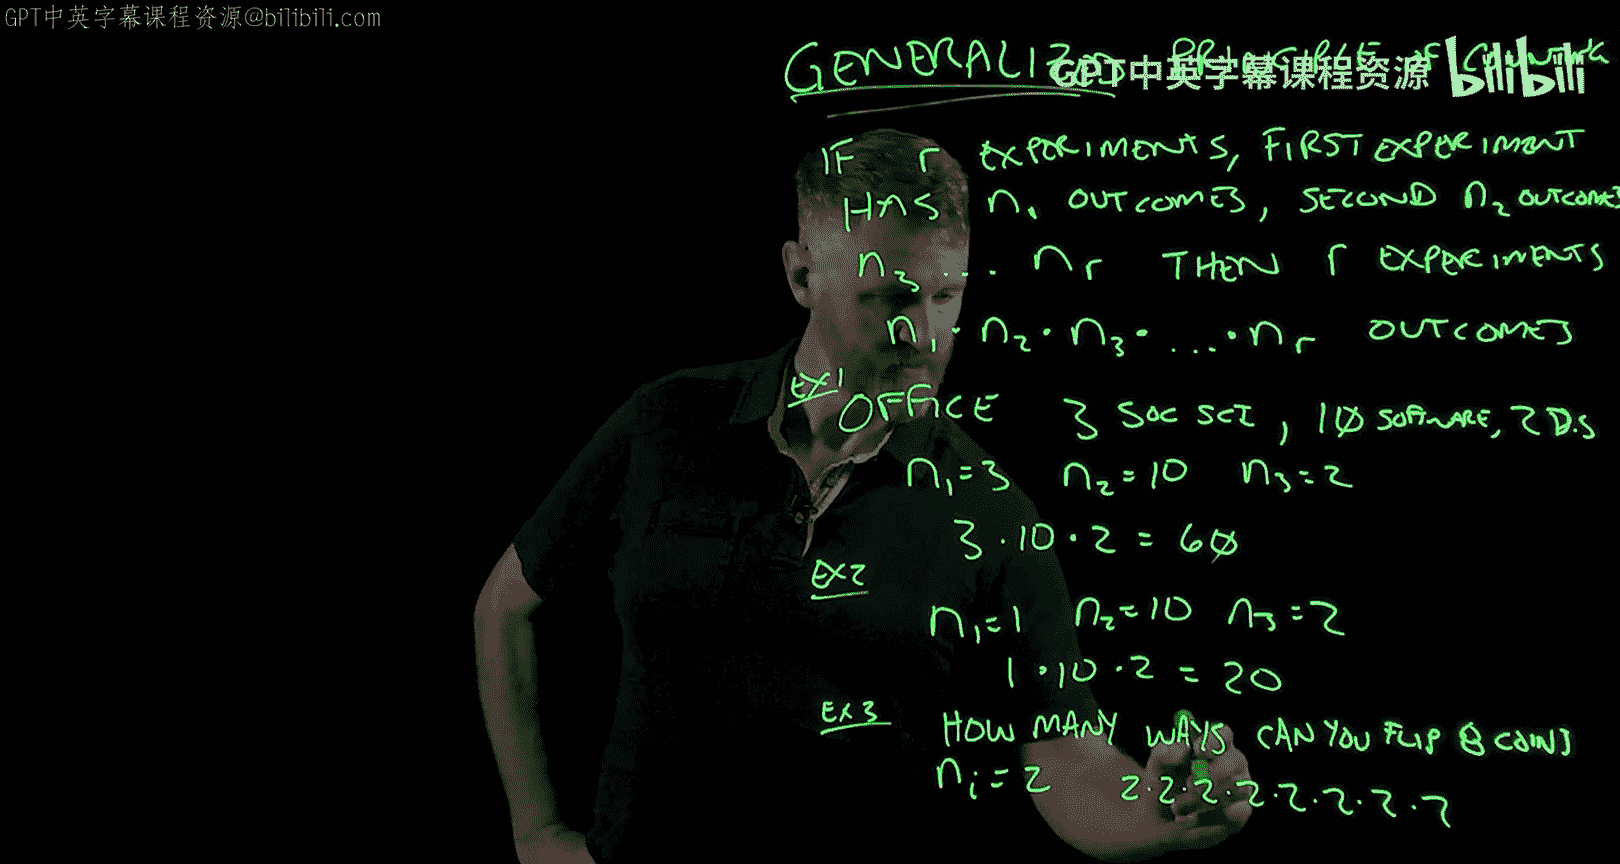 GPT中英字幕课程资源@bilibili.com
GENERALIZED PRINCIPLE OF
GPT中英字幕课程资源 bilibili
IF r EXPERIMENTS, FIRST EXPERIMENT
HAS n₁ OUTCOMES, SECOND n₂ OUTCOMES
n₃ ... nᵣ THEN r EXPERIMENTS
n₁ · n₂ · n₃ · ... · nᵣ OUTCOMES
EX1
OFFICE 3 SOC SCI, 10 SOFTWARE, 2 D.S
n₁=3 n₂=10 n₃=2
3 · 10 · 2 = 60
EX2
n₁=1 n₂=10 n₃=2
1 · 10 · 2 = 20
EX3 HOW MANY WAYS CAN YOU FLIP 8 COINS
nᵢ = 2 2·2·2·2·2·2·2·2